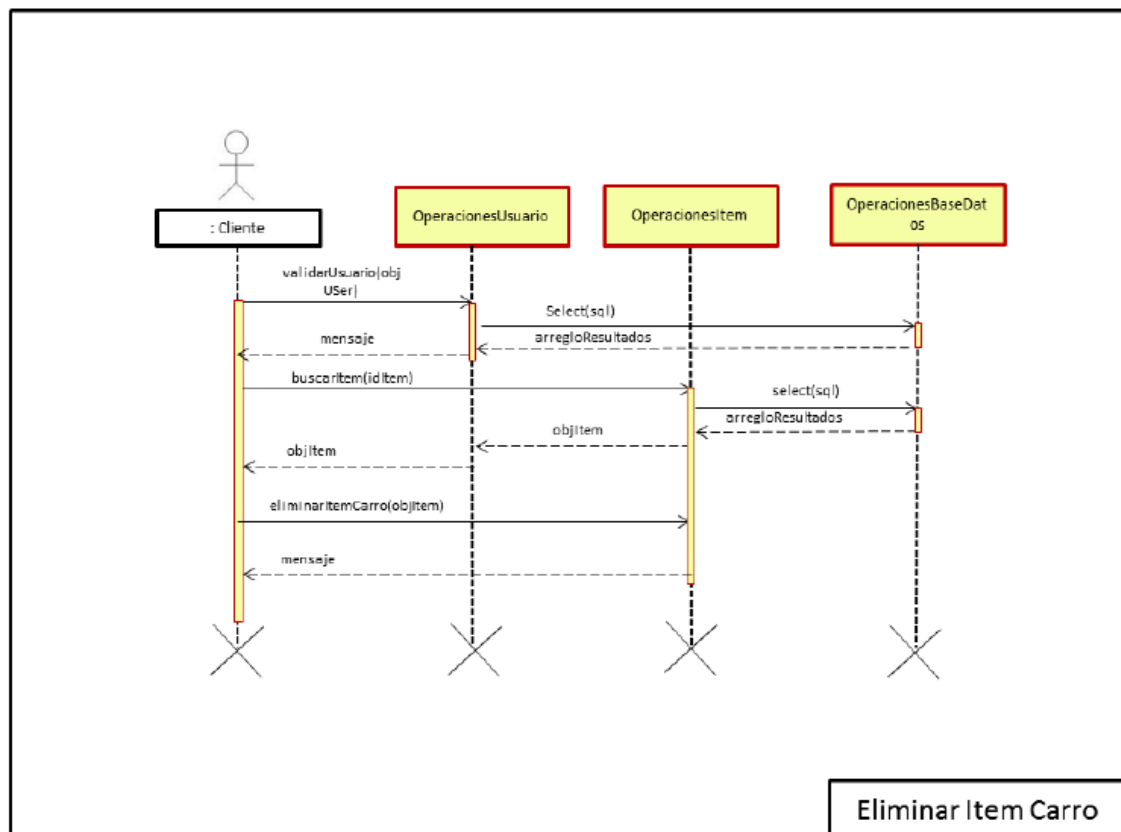 : Cliente
OperacionesUsuario
OperacionesItem
OperacionesBaseDat
os
validarUsuario(obj
USer)
Select(sql)
arregloResultados
mensaje
buscarItem(idItem)
select(sql)
arregloResultados
objItem
objItem
eliminarItemCarro(objItem)
mensaje
Eliminar Item Carro